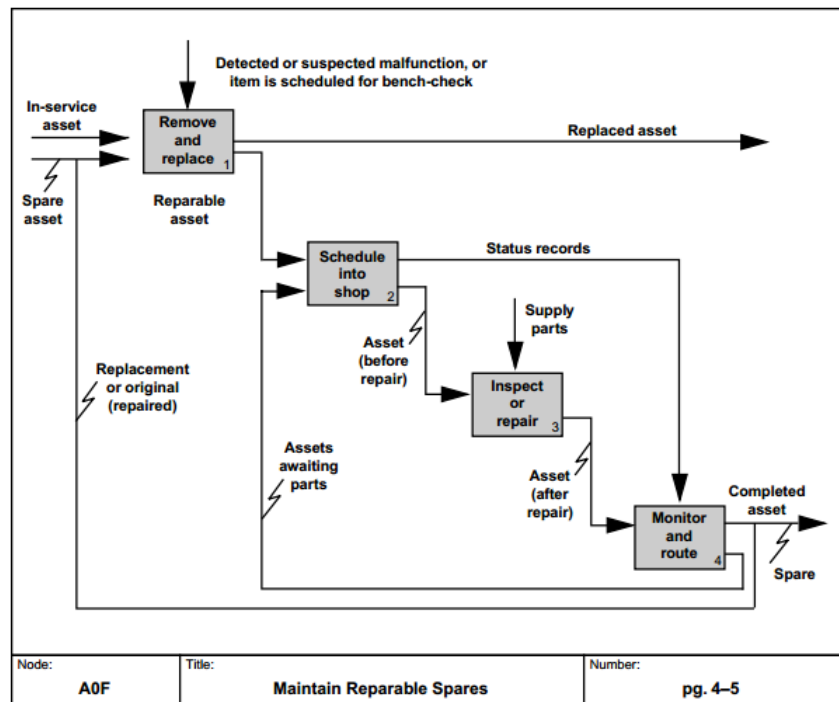 Detected or suspected malfunction, or
item is scheduled for bench-check
In-service
asset
Remove
and
replace
1
Replaced asset
Spare
asset
Reparable
asset
Schedule
into
shop
2
Status records
Supply
parts
Asset
(before
repair)
Replacement
or original
(repaired)
Inspect
or
repair
3
Assets
awaiting
parts
Asset
(after
repair)
Completed
asset
Monitor
and
route
4
Spare
Node:
A0F
Title:
Maintain Reparable Spares
Number:
pg. 4–5